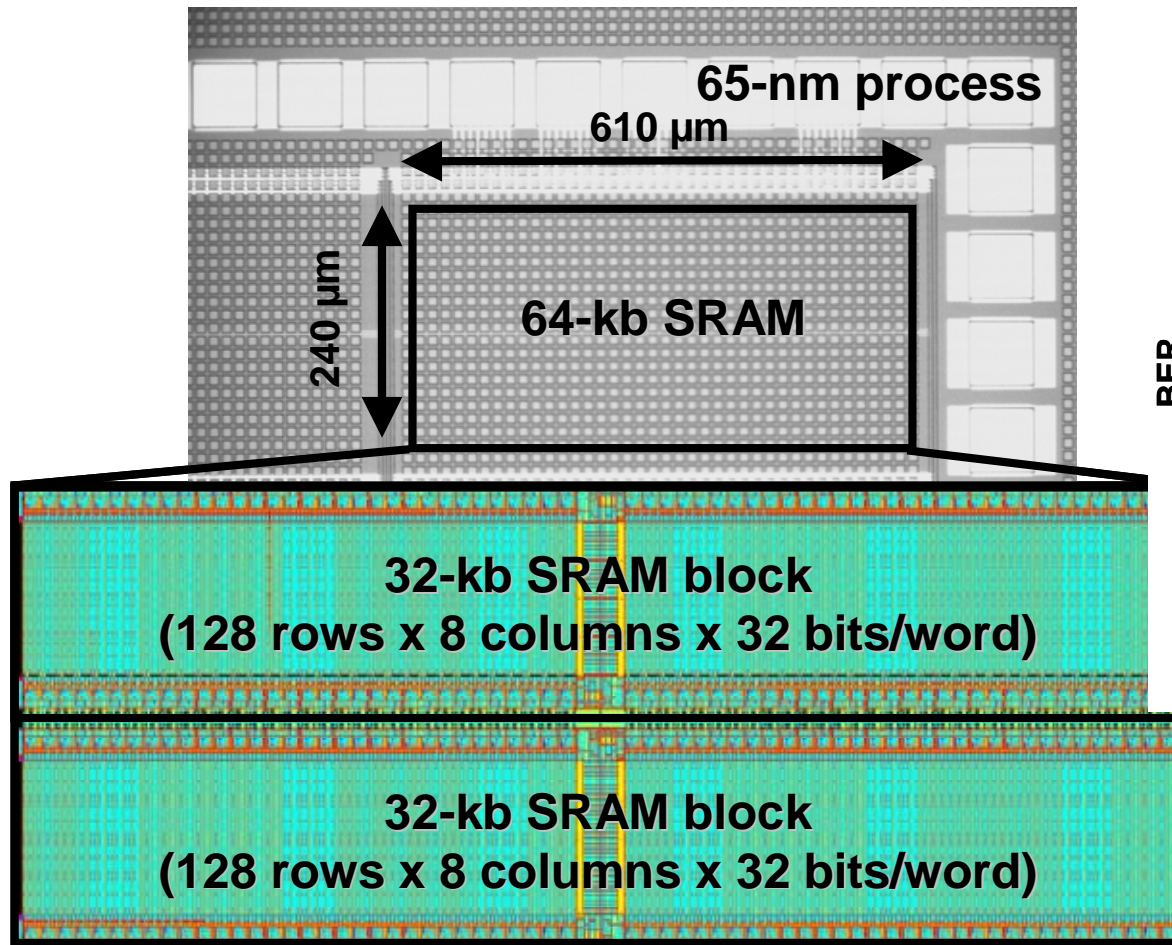 65-nm process
610 µm
240 µm
64-kb SRAM
BER
32-kb SRAM block
(128 rows x 8 columns x 32 bits/word)
32-kb SRAM block
(128 rows x 8 columns x 32 bits/word)